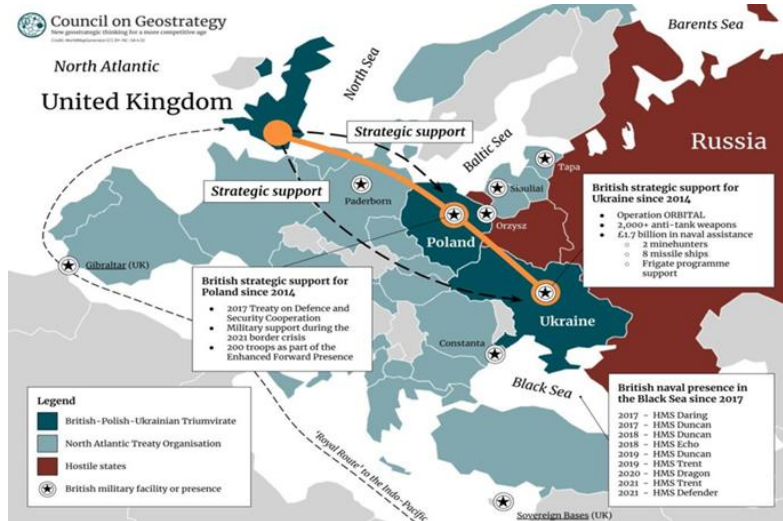 Council on Geostrategy
New geostrategic thinking for a more competitive age
North Atlantic
United Kingdom
North Sea
Barents Sea
Russia
Strategic support
Baltic Sea
Tapa
Strategic support
Paderborn
Šiauliai
Orzysz
Poland
Gibraltar (UK)
British strategic support for
Ukraine since 2014
• Operation ORBITAL
• 2,000+ anti-tank weapons
• £1.7 billion in naval assistance
○ 2 minehunters
○ 8 missile ships
○ Frigate programme
support
British strategic support for
Poland since 2014
• 2017 Treaty on Defence and
Security Cooperation
• Military support during the
2021 border crisis
• 200 troops as part of the
Enhanced Forward Presence
Ukraine
Constanta
Black Sea
British naval presence in
the Black Sea since 2017
2017 - HMS Daring
2017 - HMS Duncan
2018 - HMS Duncan
2018 - HMS Echo
2019 - HMS Duncan
2019 - HMS Trent
2020 - HMS Dragon
2021 - HMS Trent
2021 - HMS Defender
Legend
British-Polish-Ukrainian Triumvirate
North Atlantic Treaty Organisation
Hostile states
British military facility or presence
'Royal Route' to the Indo-Pacific
Sovereign Bases (UK)